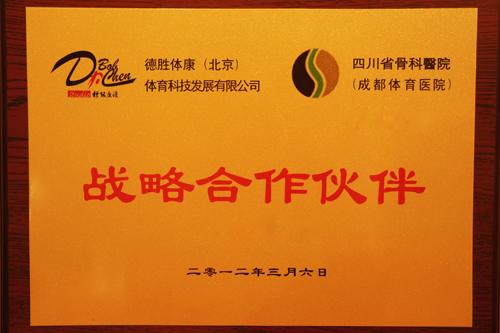 Bob
Dr Chen
德胜体康（北京）
体育科技发展有限公司
四川省骨科醫院
（成都体育医院）
战略合作伙伴
二零一二年三月六日